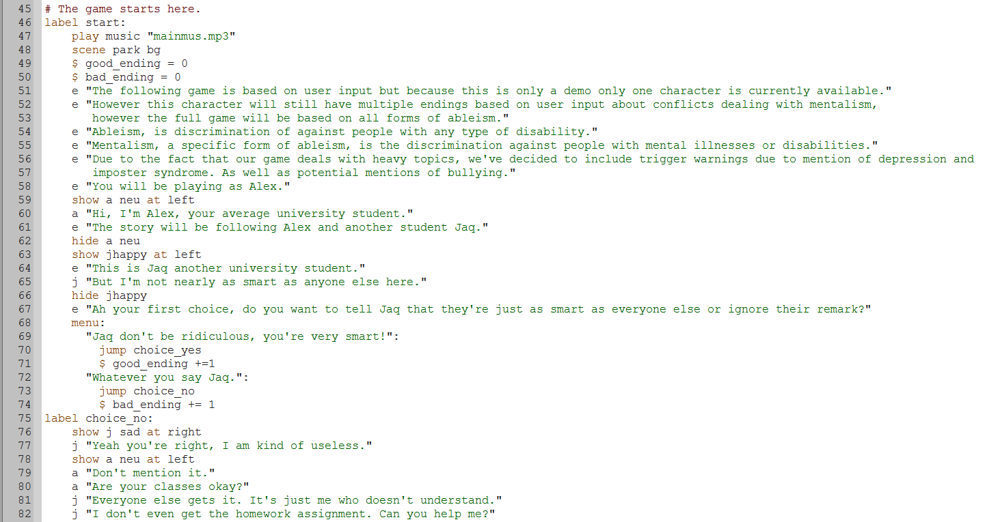 45 # The game starts here.
46 label start:
47     play music "mainmus.mp3"
48     scene park bg
49     $ good_ending = 0
50     $ bad_ending = 0
51     e "The following game is based on user input but because this is only a demo only one character is currently available."
52     e "However this character will still have multiple endings based on user input about conflicts dealing with mentalism,
53        however the full game will be based on all forms of ableism."
54     e "Ableism, is discrimination of against people with any type of disability."
55     e "Mentalism, a specific form of ableism, is the discrimination against people with mental illnesses or disabilities."
56     e "Due to the fact that our game deals with heavy topics, we've decided to include trigger warnings due to mention of depression and
57        imposter syndrome. As well as potential mentions of bullying."
58     e "You will be playing as Alex."
59     show a neu at left
60     a "Hi, I'm Alex, your average university student."
61     e "The story will be following Alex and another student Jaq."
62     hide a neu
63     show jhappy at left
64     e "This is Jaq another university student."
65     j "But I'm not nearly as smart as anyone else here."
66     hide jhappy
67     e "Ah your first choice, do you want to tell Jaq that they're just as smart as everyone else or ignore their remark?"
68     menu:
69       "Jaq don't be ridiculous, you're very smart!":
70         jump choice_yes
71         $ good_ending +=1
72       "Whatever you say Jaq.":
73         jump choice_no
74         $ bad_ending += 1
75 label choice_no:
76     show j sad at right
77     j "Yeah you're right, I am kind of useless."
78     show a neu at left
79     a "Don't mention it."
80     a "Are your classes okay?"
81     j "Everyone else gets it. It's just me who doesn't understand."
82     j "I don't even get the homework assignment. Can you help me?"